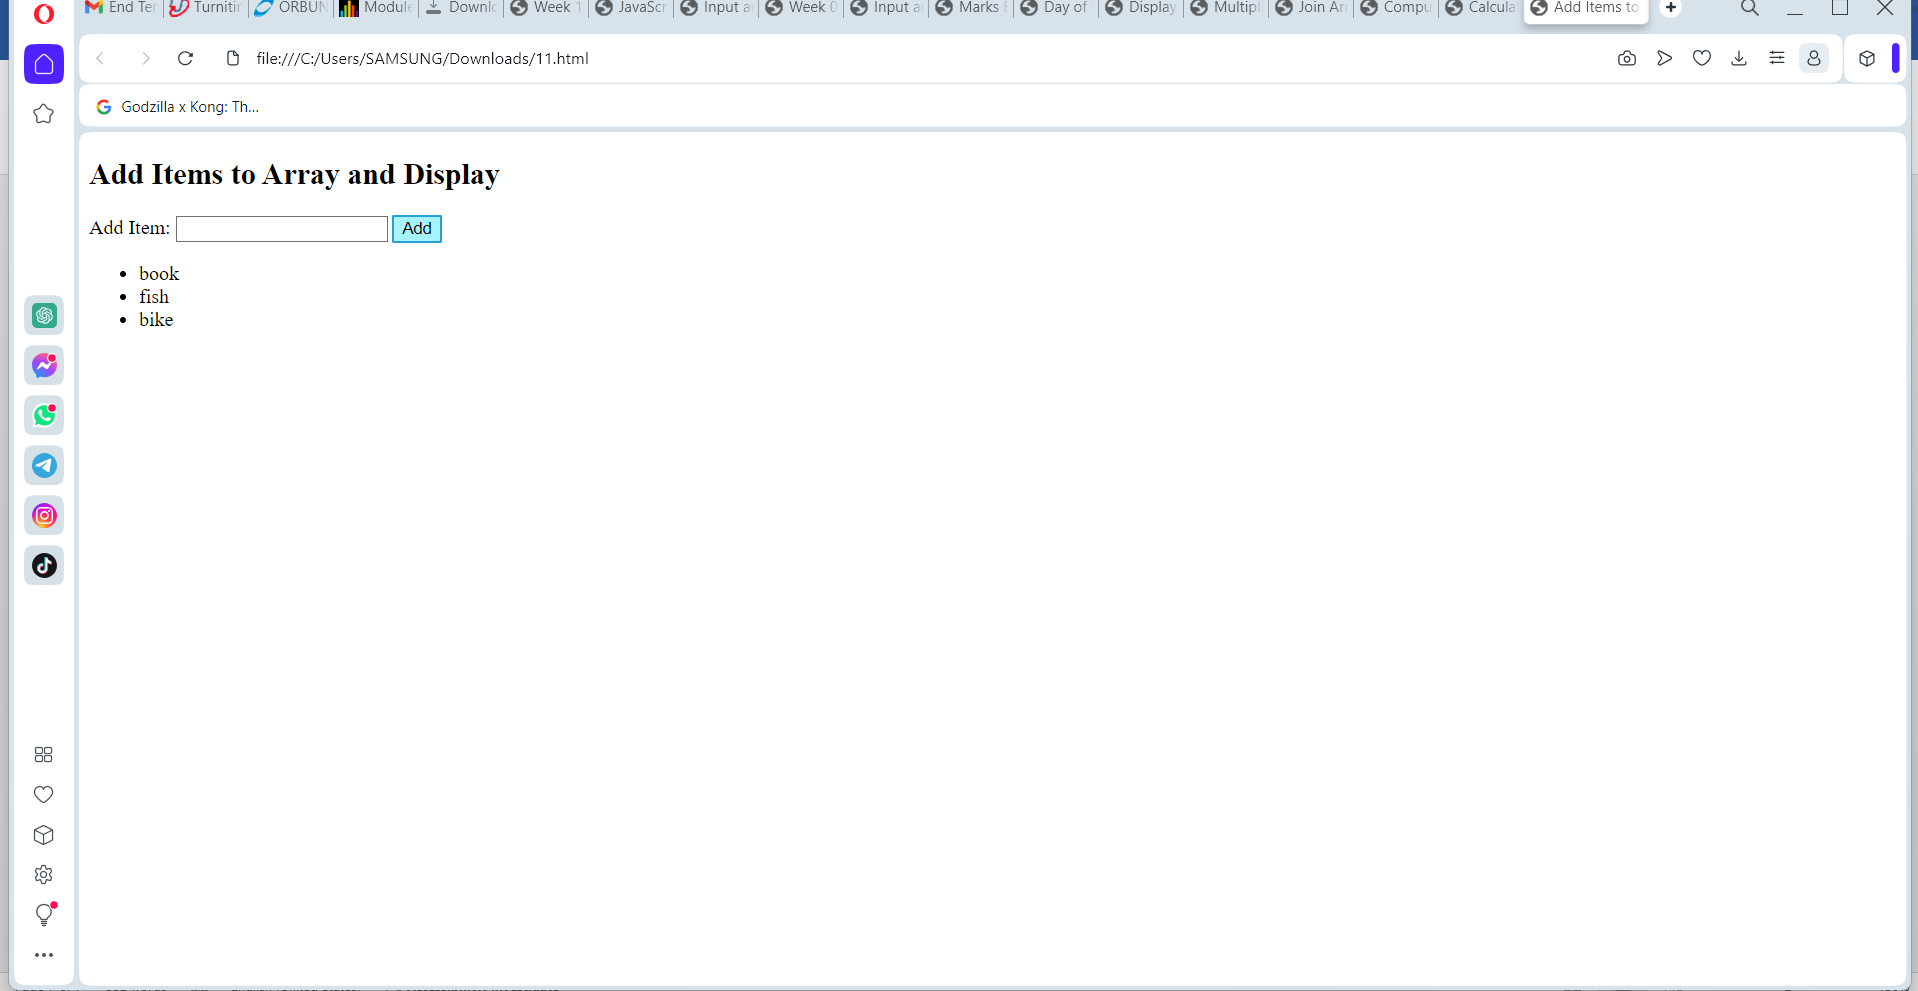 End Ter Turnitin ORBUN Module Downlo Week 1 JavaScr Input a Week 0 Input a Marks Day of Display Multipl Join Arr Compu Calcula Add Items to
file:///C:/Users/SAMSUNG/Downloads/11.html
Godzilla x Kong: Th...
Add Items to Array and Display
Add Item: Add
book
fish
bike